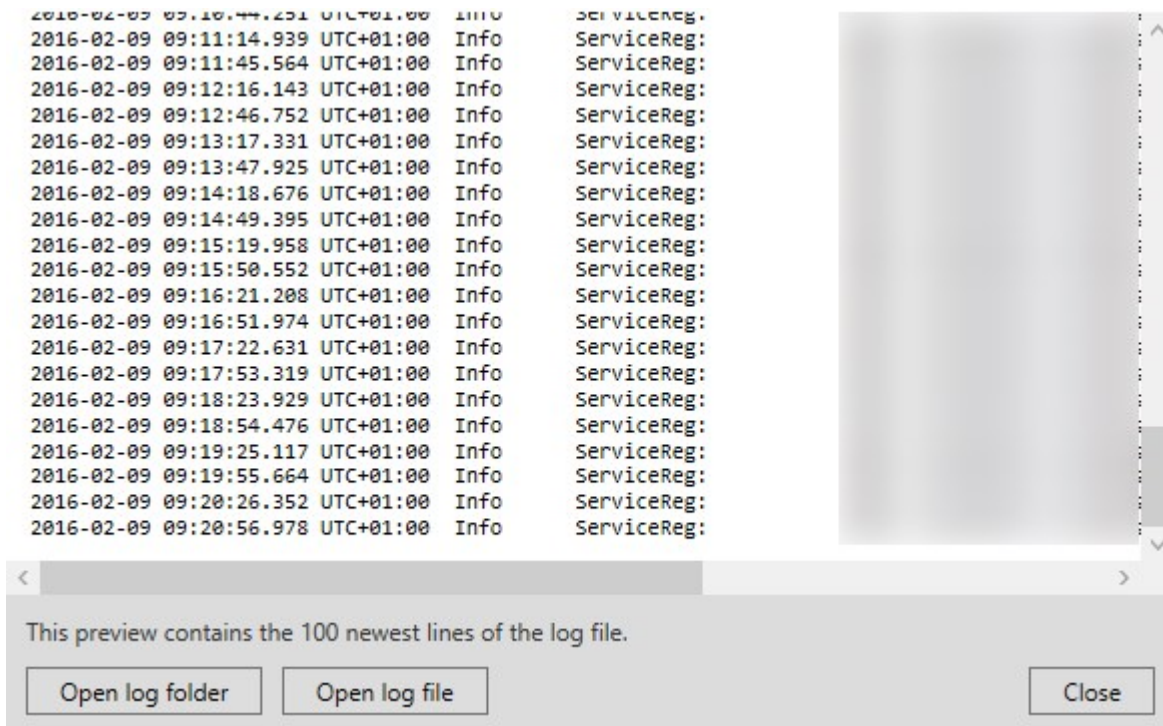 2016-02-09 09:10:44.251 UTC+01:00 Info ServiceReg:
2016-02-09 09:11:14.939 UTC+01:00 Info ServiceReg:
2016-02-09 09:11:45.564 UTC+01:00 Info ServiceReg:
2016-02-09 09:12:16.143 UTC+01:00 Info ServiceReg:
2016-02-09 09:12:46.752 UTC+01:00 Info ServiceReg:
2016-02-09 09:13:17.331 UTC+01:00 Info ServiceReg:
2016-02-09 09:13:47.925 UTC+01:00 Info ServiceReg:
2016-02-09 09:14:18.676 UTC+01:00 Info ServiceReg:
2016-02-09 09:14:49.395 UTC+01:00 Info ServiceReg:
2016-02-09 09:15:19.958 UTC+01:00 Info ServiceReg:
2016-02-09 09:15:50.552 UTC+01:00 Info ServiceReg:
2016-02-09 09:16:21.208 UTC+01:00 Info ServiceReg:
2016-02-09 09:16:51.974 UTC+01:00 Info ServiceReg:
2016-02-09 09:17:22.631 UTC+01:00 Info ServiceReg:
2016-02-09 09:17:53.319 UTC+01:00 Info ServiceReg:
2016-02-09 09:18:23.929 UTC+01:00 Info ServiceReg:
2016-02-09 09:18:54.476 UTC+01:00 Info ServiceReg:
2016-02-09 09:19:25.117 UTC+01:00 Info ServiceReg:
2016-02-09 09:19:55.664 UTC+01:00 Info ServiceReg:
2016-02-09 09:20:26.352 UTC+01:00 Info ServiceReg:
2016-02-09 09:20:56.978 UTC+01:00 Info ServiceReg:
This preview contains the 100 newest lines of the log file.
Open log folder Open log file Close